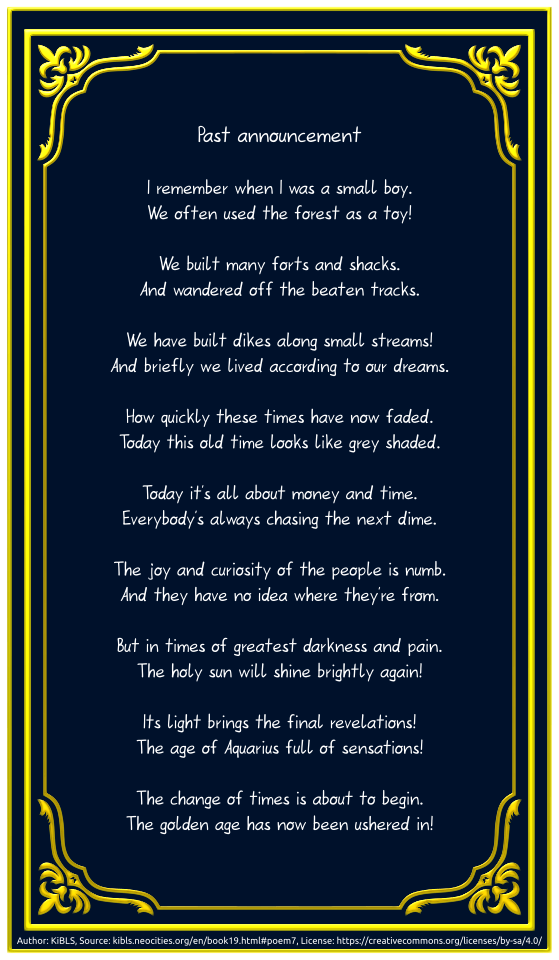 Past announcement
I remember when I was a small boy.
We often used the forest as a toy!
We built many forts and shacks.
And wandered off the beaten tracks.
We have built dikes along small streams!
And briefly we lived according to our dreams.
How quickly these times have now faded.
Today this old time looks like grey shaded.
Today it's all about money and time.
Everybody's always chasing the next dime.
The joy and curiosity of the people is numb.
And they have no idea where they're from.
But in times of greatest darkness and pain.
The holy sun will shine brightly again!
Its light brings the final revelations!
The age of Aquarius full of sensations!
The change of times is about to begin.
The golden age has now been ushered in!
Author: KiBLS, Source: kibls.neocities.org/en/book19.html#poem7, License: https://creativecommons.org/licenses/by-sa/4.0/